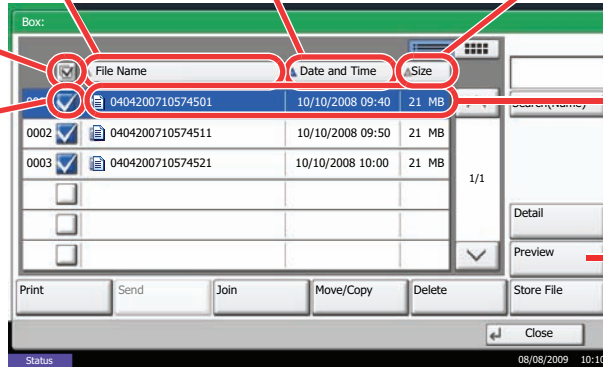 Box:
File Name Date and Time Size
0404200710574501 10/10/2008 09:40 21 MB
Search(Name)
0002 0404200710574511 10/10/2008 09:50 21 MB
0003 0404200710574521 10/10/2008 10:00 21 MB
1/1
Detail
Preview
Print Send Join Move/Copy Delete Store File
Close
Status 08/08/2009 10:10